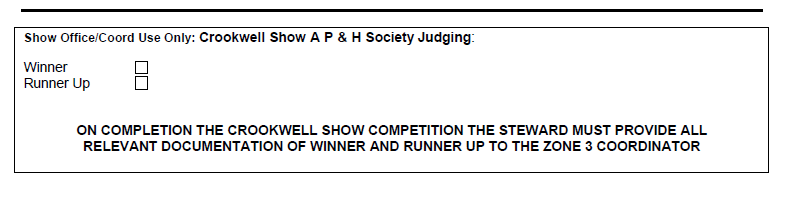 Show Office/Coord Use Only: Crookwell Show A P & H Society Judging:
Winner
Runner Up
ON COMPLETION THE CROOKWELL SHOW COMPETITION THE STEWARD MUST PROVIDE ALL
RELEVANT DOCUMENTATION OF WINNER AND RUNNER UP TO THE ZONE 3 COORDINATOR